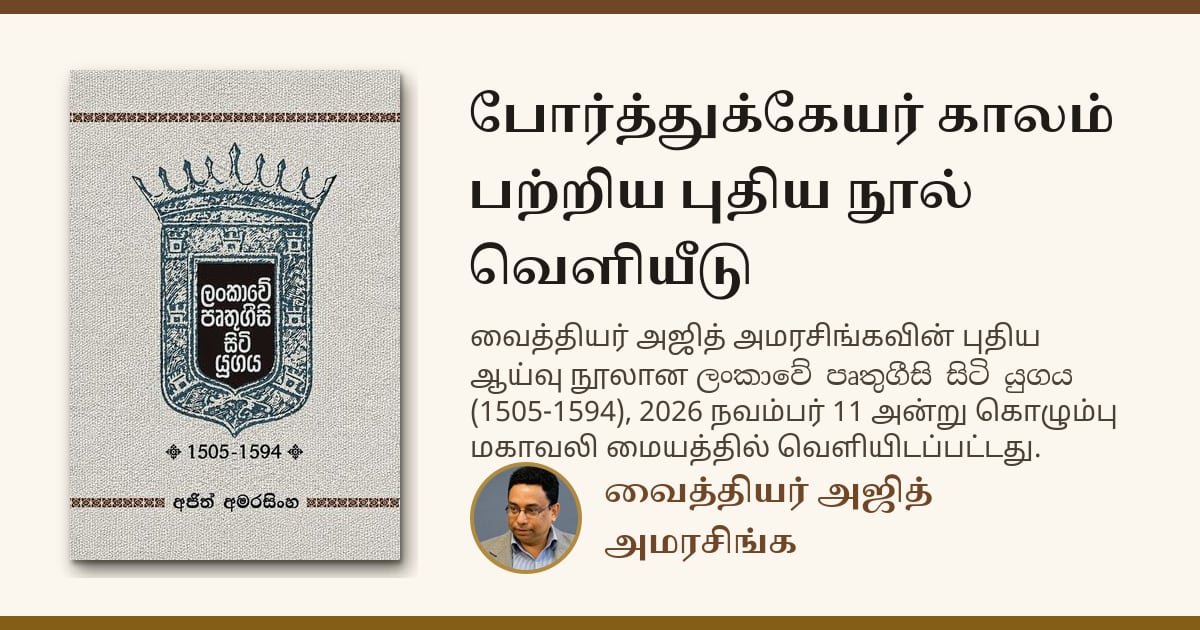 ලංකාවේ
පෘතුගීසි
සිටි
යුගය
1505-1594
අජිත් අමරසිංහ
போர்த்துக்கேயர் காலம்
பற்றிய புதிய நூல்
வெளியீடு
வைத்தியர் அஜித் அமரசிங்கவின் புதிய
ஆய்வு நூலான ලංකාවේ පෘතුගීසි සිටි යුගය
(1505-1594), 2026 நவம்பர் 11 அன்று கொழும்பு
மகாவலி மையத்தில் வெளியிடப்பட்டது.
வைத்தியர் அஜித்
அமரசிங்க